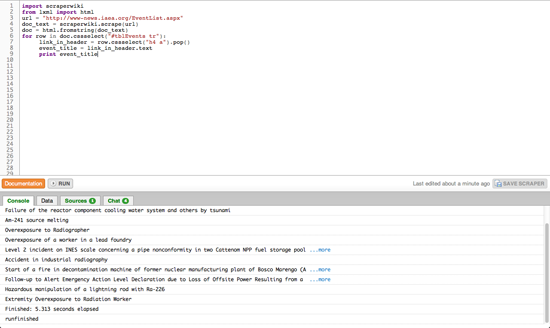 1 import scraperwiki
2 from lxml import html
3 url = "http://www-news.iaea.org/EventList.aspx"
4 doc_text = scraperwiki.scrape(url)
5 doc = html.fromstring(doc_text)
6 for row in doc.cssselect("#tblEvents tr"):
7 link_in_header = row.cssselect("h4 a").pop()
8 event_title = link_in_header.text
9 print event_title
10
11
12
13
14
15
16
17
18
19
20
21
22
23
24
25
26
27
28
29
Documentation RUN Last edited about a minute ago SAVE SCRAPER
Console Data Sources 1 Chat 4
Failure of the reactor component cooling water system and others by tsunami
Am-241 source melting
Overexposure to Radiographer
Overexposure of a worker in a lead foundry
Level 2 incident on INES scale concerning a pipe nonconformity in two Cattenom NPP fuel storage pool ...more
Accident in industrial radiography
Start of a fire in decontamination machine of former nuclear manufacturing plant of Bosco Marengo (A ...more
Follow-up to Alert Emergency Action Level Declaration due to Loss of Offsite Power Resulting from a ...more
Hazardous manipulation of a lightning rod with Ra-226
Extremity Overexposure to Radiation Worker
Finished: 5.313 seconds elapsed
runfinished